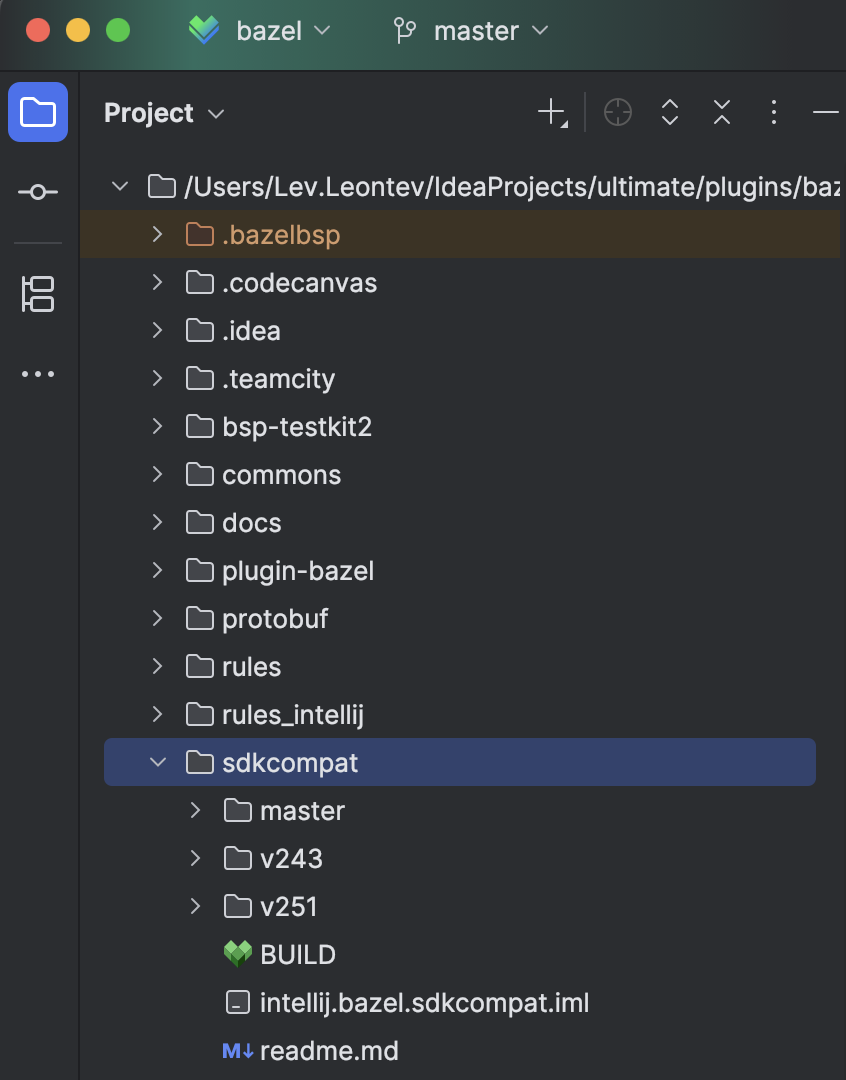 bazel master
Project
/Users/Lev.Leontev/IdeaProjects/ultimate/plugins/baz
.bazelbsp
.codecanvas
.idea
.teamcity
bsp-testkit2
commons
docs
plugin-bazel
protobuf
rules
rules_intellij
sdkcompat
master
v243
v251
BUILD
intellij.bazel.sdkcompat.iml
M↓ readme.md